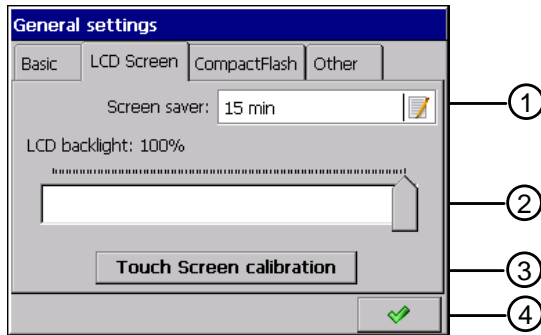 General settings
Basic LCD Screen CompactFlash Other
Screen saver: 15 min 1
LCD backlight: 100%
2
Touch Screen calibration 3
4